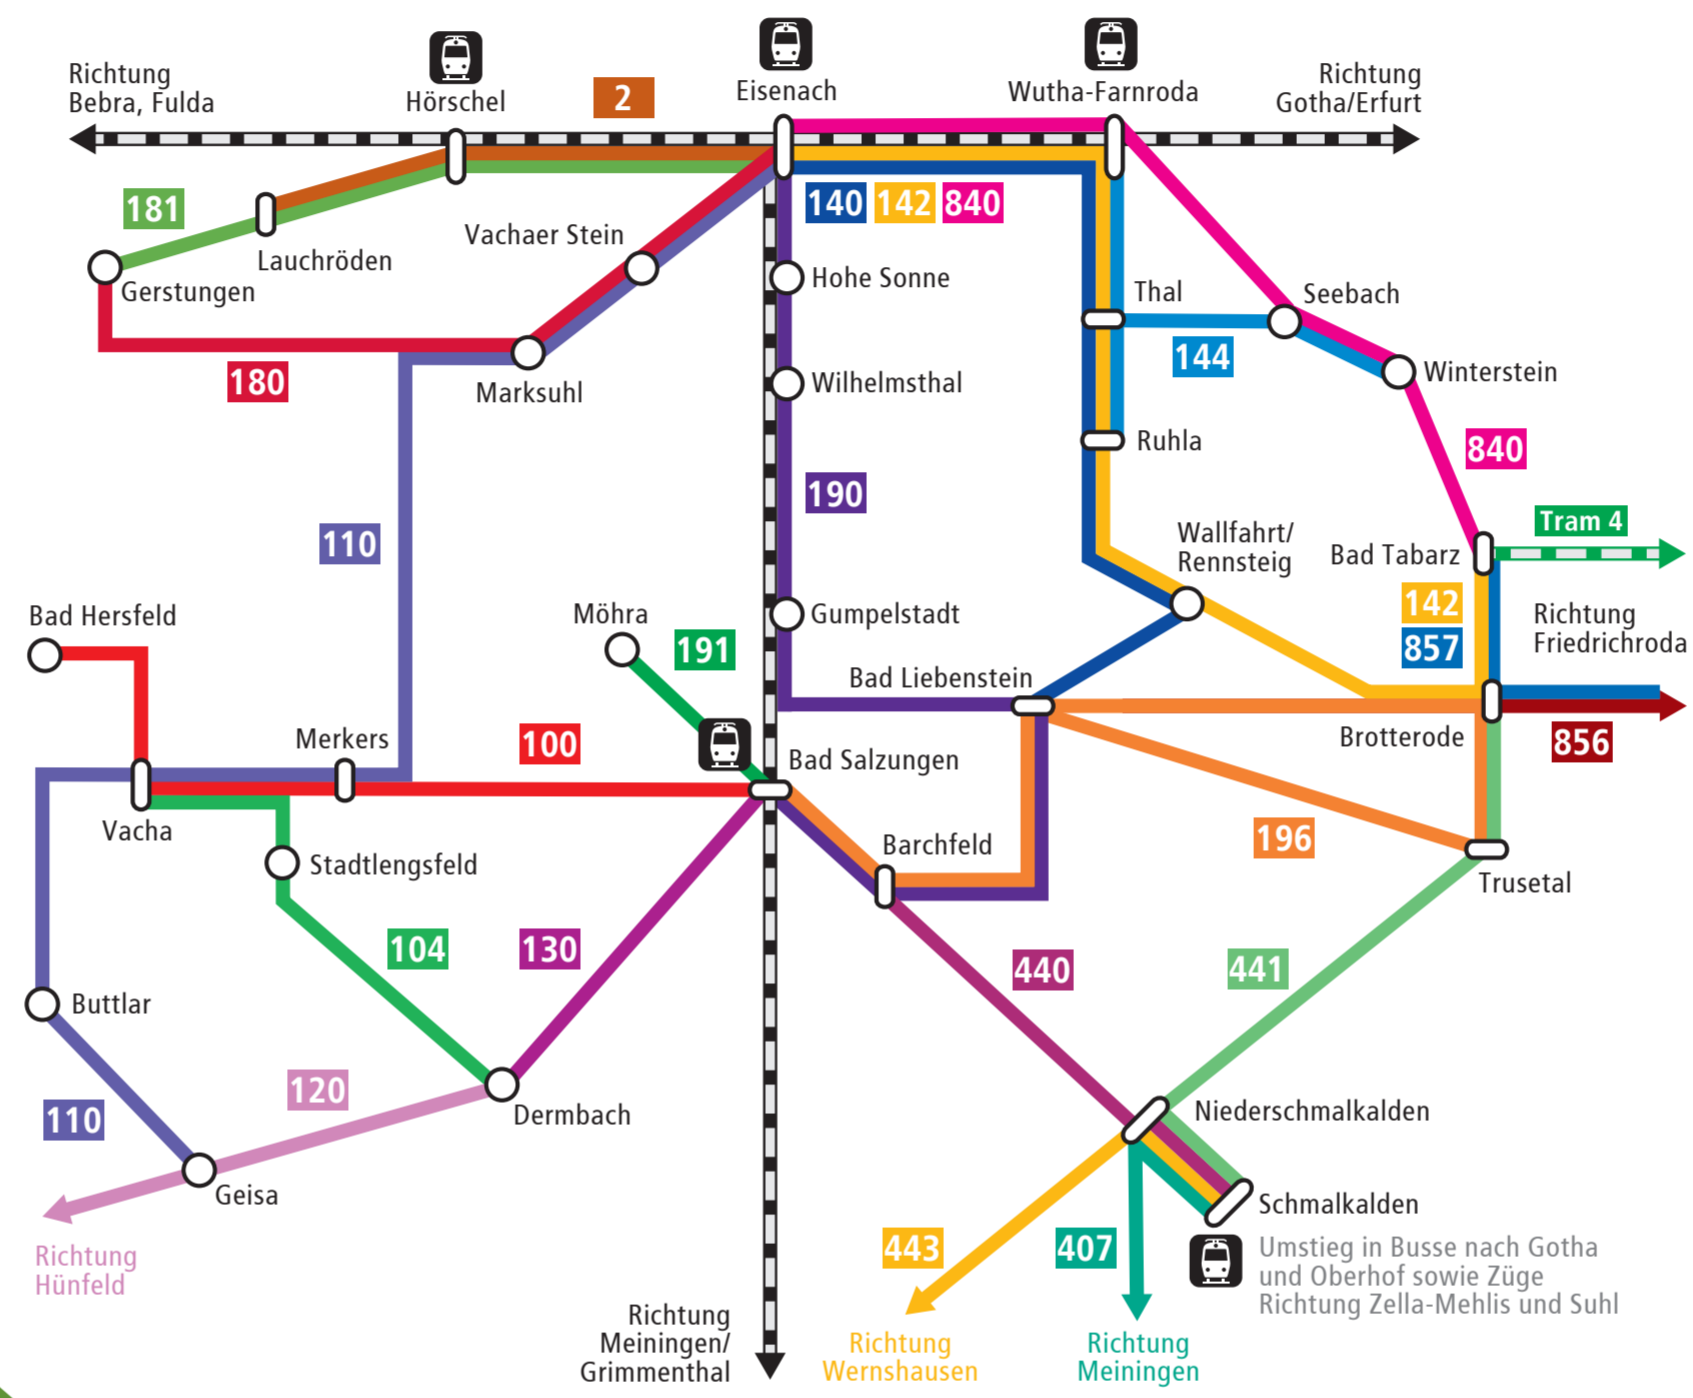 Richtung
Bebra, Fulda
Hörschel
2
Eisenach
Wutha-Farnroda
Richtung
Gotha/Erfurt
181
Lauchröden
Gerstungen
Vachaer Stein
140
142
840
Hohe Sonne
Thal
Seebach
144
Winterstein
180
Marksuhl
Wilhelmsthal
Ruhla
840
190
110
Wallfahrt/
Rennsteig
Bad Tabarz
Tram 4
142
857
Richtung
Friedrichroda
Bad Hersfeld
Möhra
191
Gumpelstadt
Bad Liebenstein
Merkers
100
Bad Salzungen
Brotterode
856
Vacha
Stadtlengsfeld
Barchfeld
196
Trusetal
104
130
440
441
Buttlar
120
110
Dermbach
Niederschmalkalden
Geisa
Schmalkalden
Richtung
Hünfeld
443
407
Umstieg in Busse nach Gotha
und Oberhof sowie Züge
Richtung Zella-Mehlis und Suhl
Richtung
Meiningen/
Grimmenthal
Richtung
Wernshausen
Richtung
Meiningen